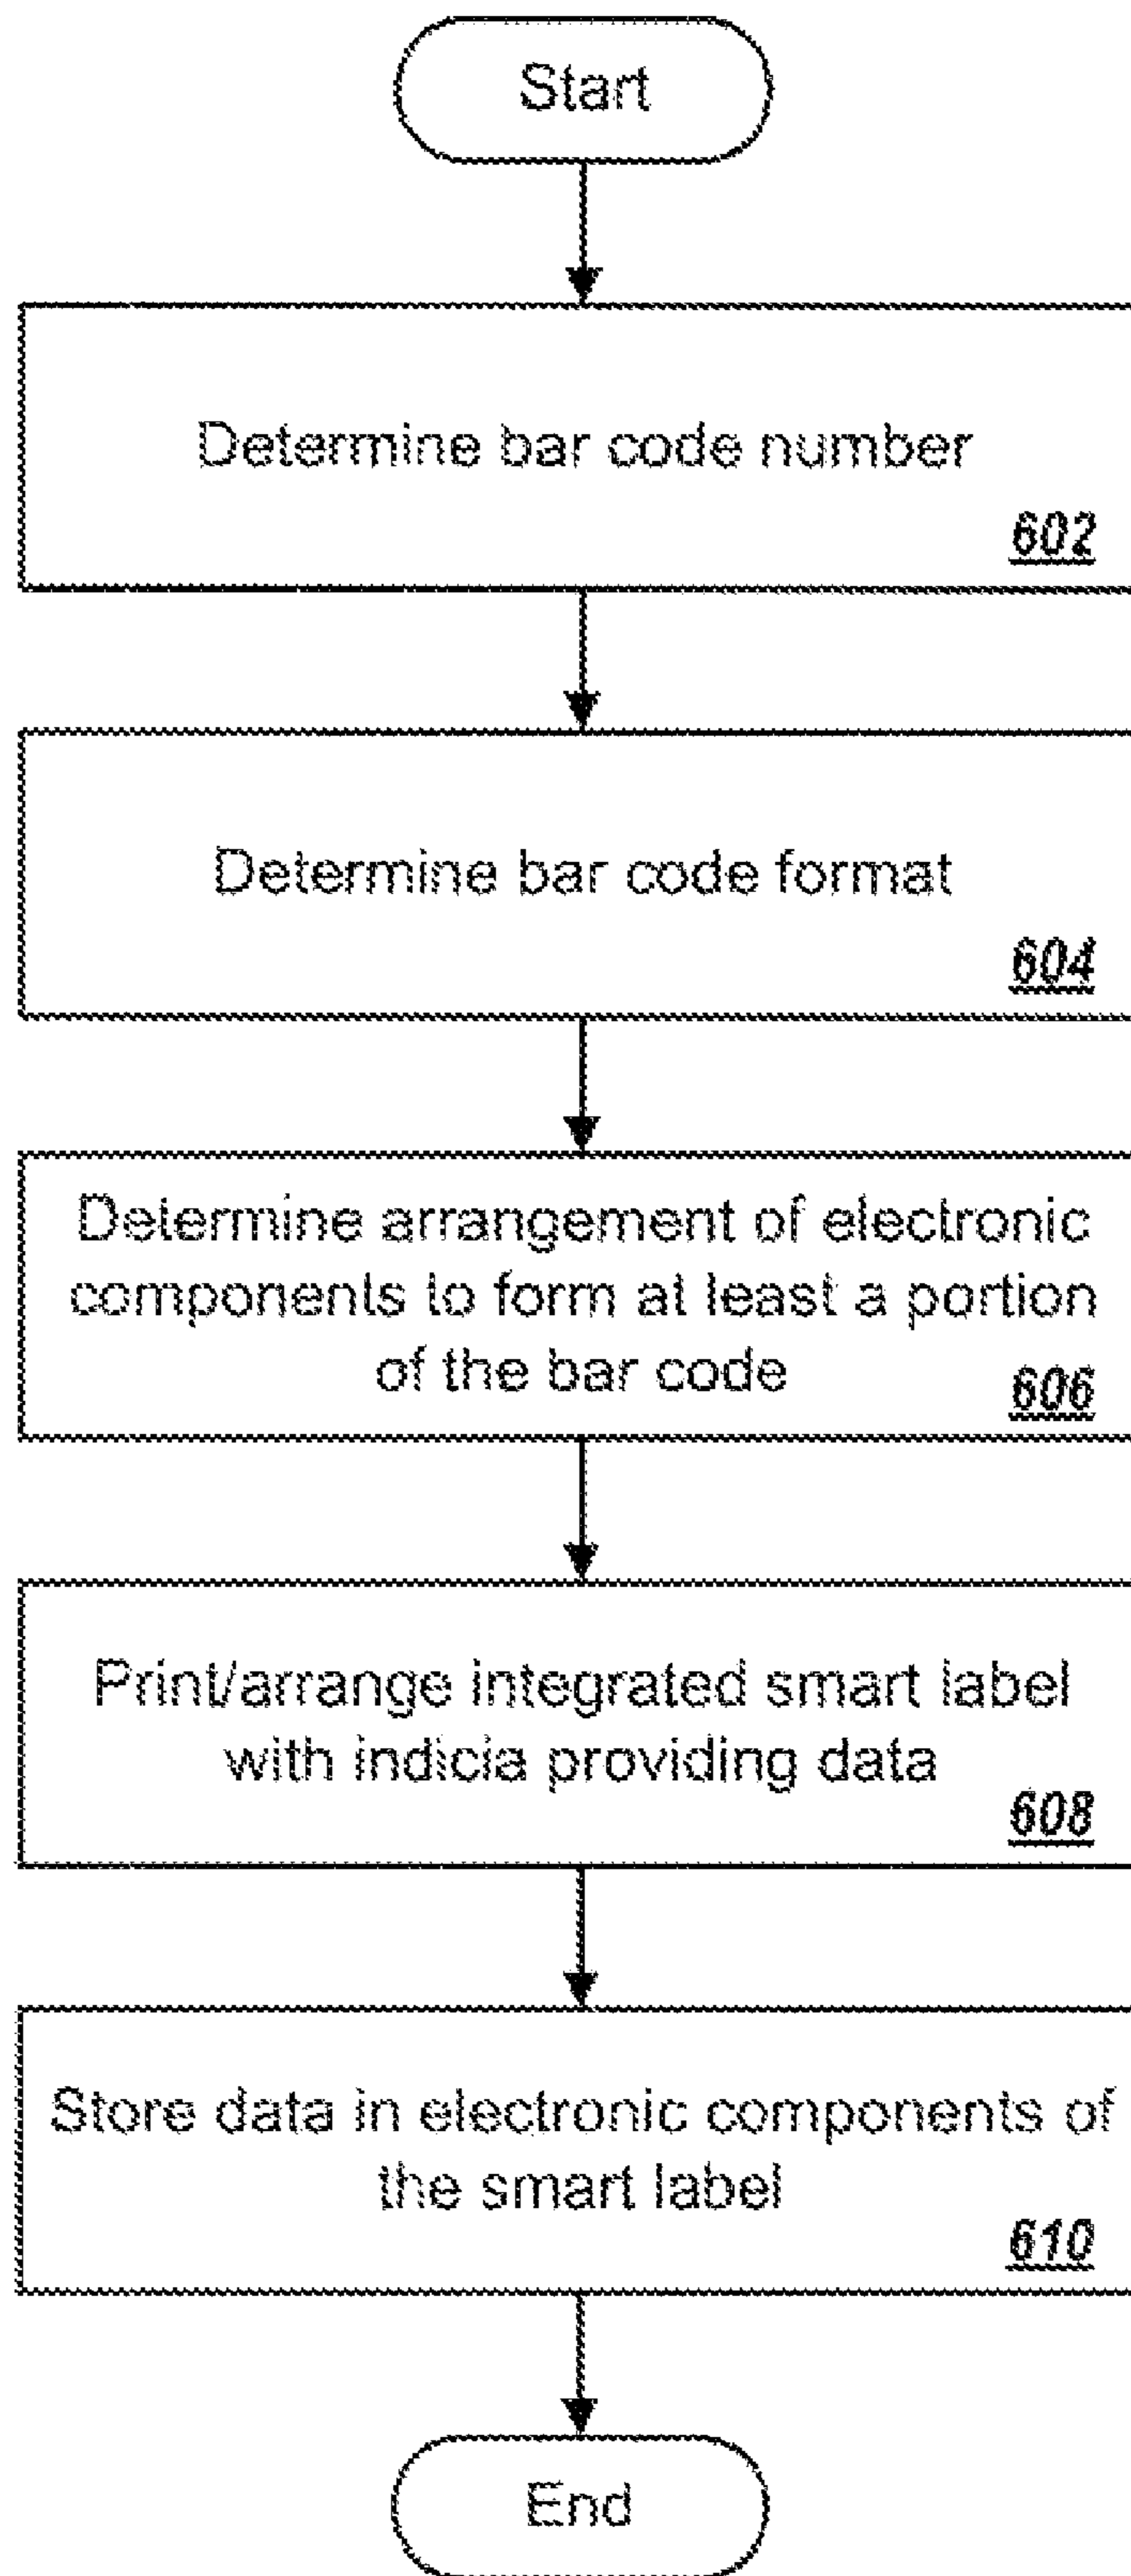 Start
Determine bar code number
602
Determine bar code format
604
Determine arrangement of electronic
components to form at least a portion
of the bar code
606
Print/arrange integrated smart label
with indicia providing data
608
Store data in electronic components of
the smart label
610
End